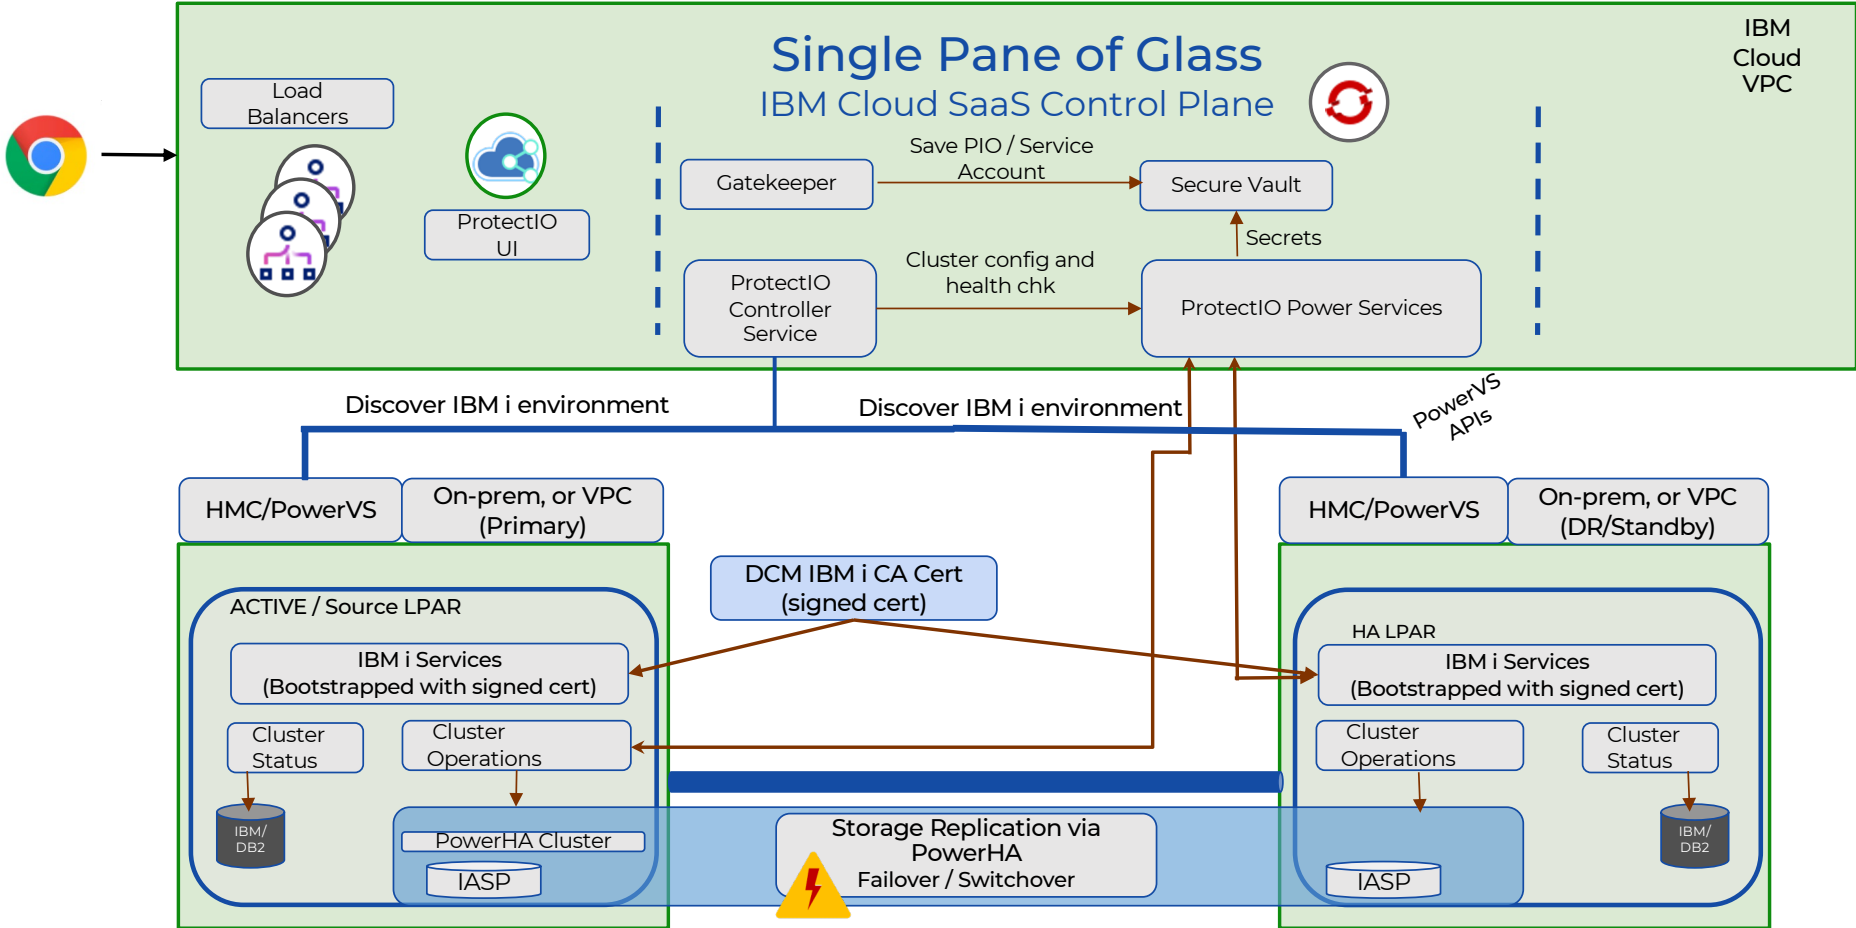 Single Pane of Glass
IBM Cloud SaaS Control Plane
IBM
Cloud
VPC
Load
Balancers
ProtectIO
UI
Gatekeeper
Save PIO / Service
Account
Secure Vault
Secrets
ProtectIO
Controller
Service
Cluster config and
health chk
ProtectIO Power Services
Discover IBM i environment
Discover IBM i environment
PowerVS
APIs
HMC/PowerVS
On-prem, or VPC
(Primary)
HMC/PowerVS
On-prem, or VPC
(DR/Standby)
DCM IBM i CA Cert
(signed cert)
ACTIVE / Source LPAR
IBM i Services
(Bootstrapped with signed cert)
Cluster
Status
Cluster
Operations
IBM/
DB2
PowerHA Cluster
IASP
Storage Replication via
PowerHA
Failover / Switchover
HA LPAR
IBM i Services
(Bootstrapped with signed cert)
Cluster
Operations
Cluster
Status
IASP
IBM/
DB2